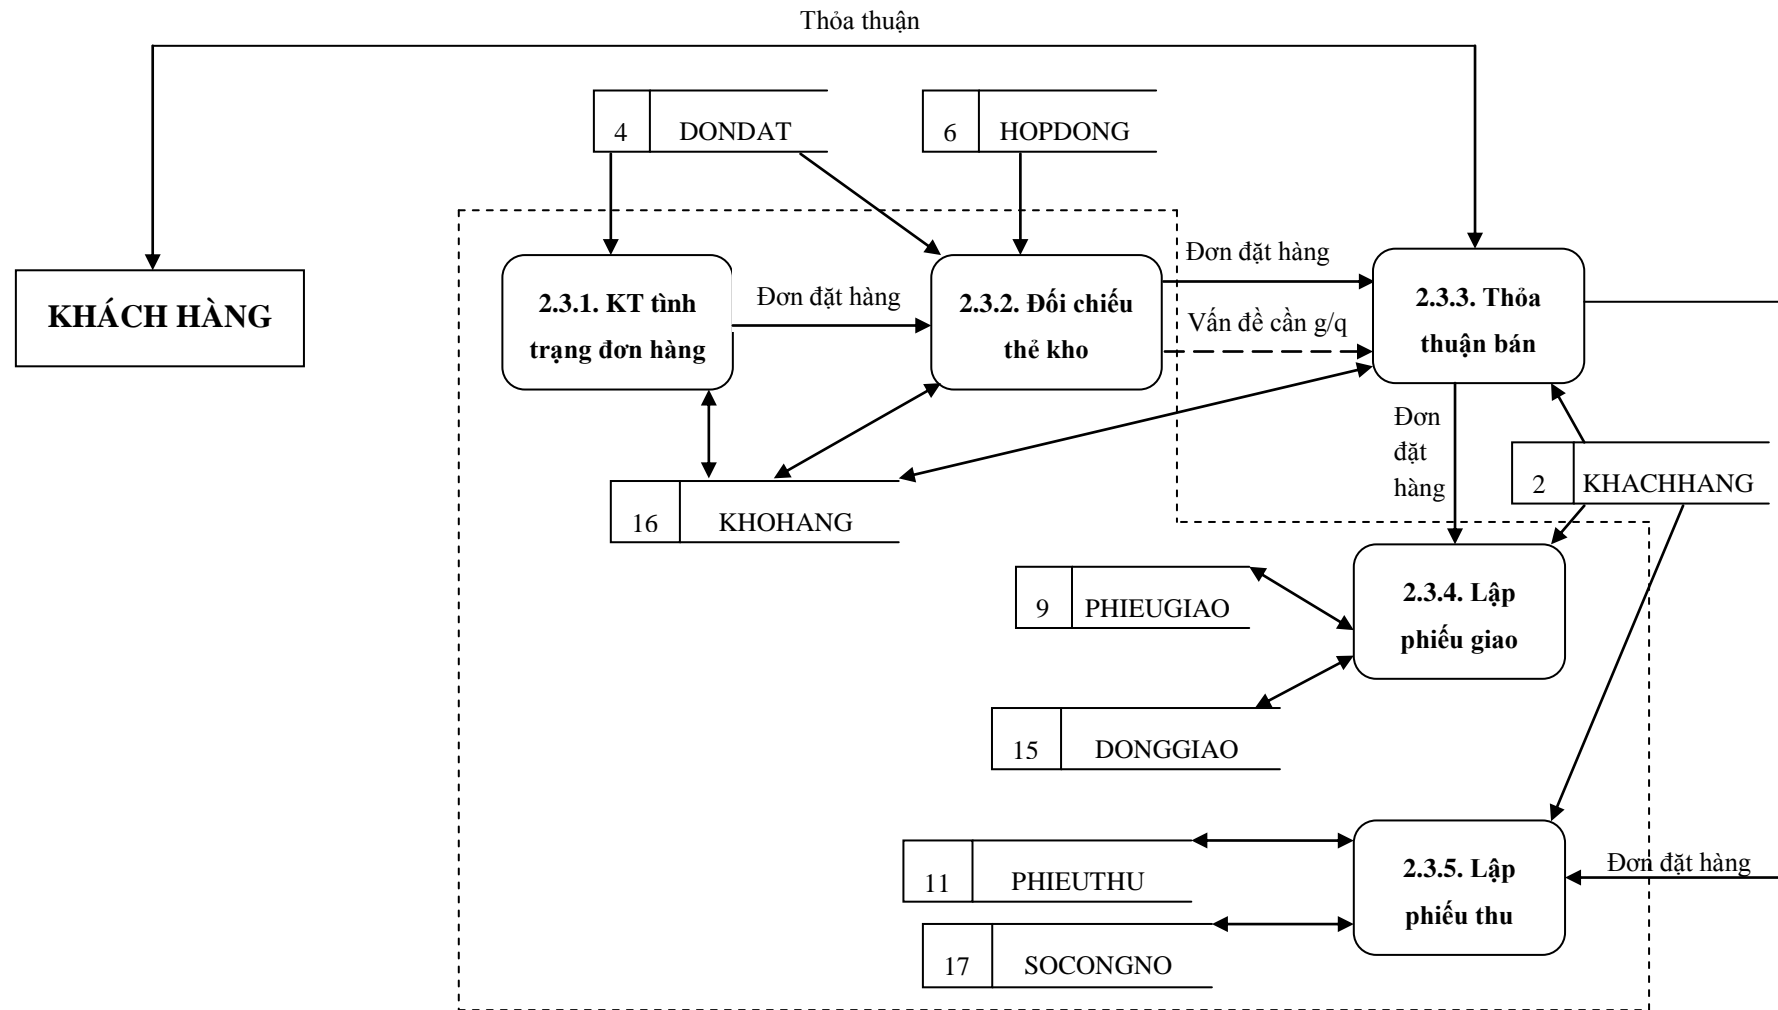 Thỏa thuận
4 DONDAT
6 HOPDONG
KHÁCH HÀNG
2.3.1. KT tình
trạng đơn hàng
Đơn đặt hàng
2.3.2. Đối chiếu
thẻ kho
Đơn đặt hàng
Vấn đề cần g/q
2.3.3. Thỏa
thuận bán
Đơn
đặt
hàng
2 KHACHHANG
16 KHOHANG
9 PHIEUGIAO
2.3.4. Lập
phiếu giao
15 DONGGIAO
11 PHIEUTHU
2.3.5. Lập
phiếu thu
Đơn đặt hàng
17 SOCONGNO